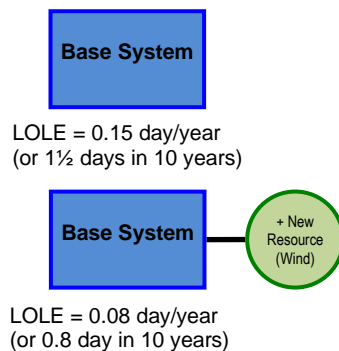 Base System
LOLE = 0.15 day/year
(or 1½ days in 10 years)
Base System
+ New
Resource
(Wind)
LOLE = 0.08 day/year
(or 0.8 day in 10 years)